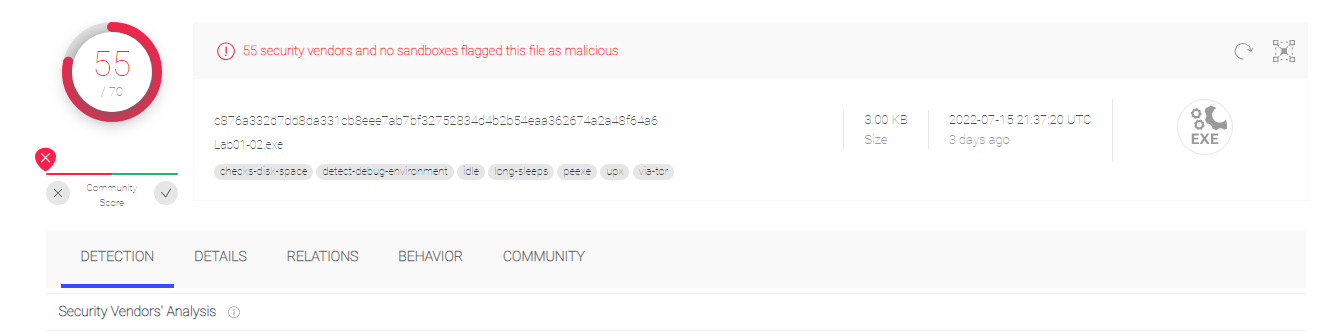 55
/ 70
55 security vendors and no sandboxes flagged this file as malicious
c876a332d7dd8da331cb8eee7ab7bf32752834d4b2b54eaa362674a2a48f64a6
Lab01-02.exe
checks-disk-space detect-debug-environment idle long-sleeps peexe upx via-tor
3.00 KB
Size
2022-07-15 21:37:20 UTC
3 days ago
EXE
Community
Score
DETECTION DETAILS RELATIONS BEHAVIOR COMMUNITY
Security Vendors' Analysis